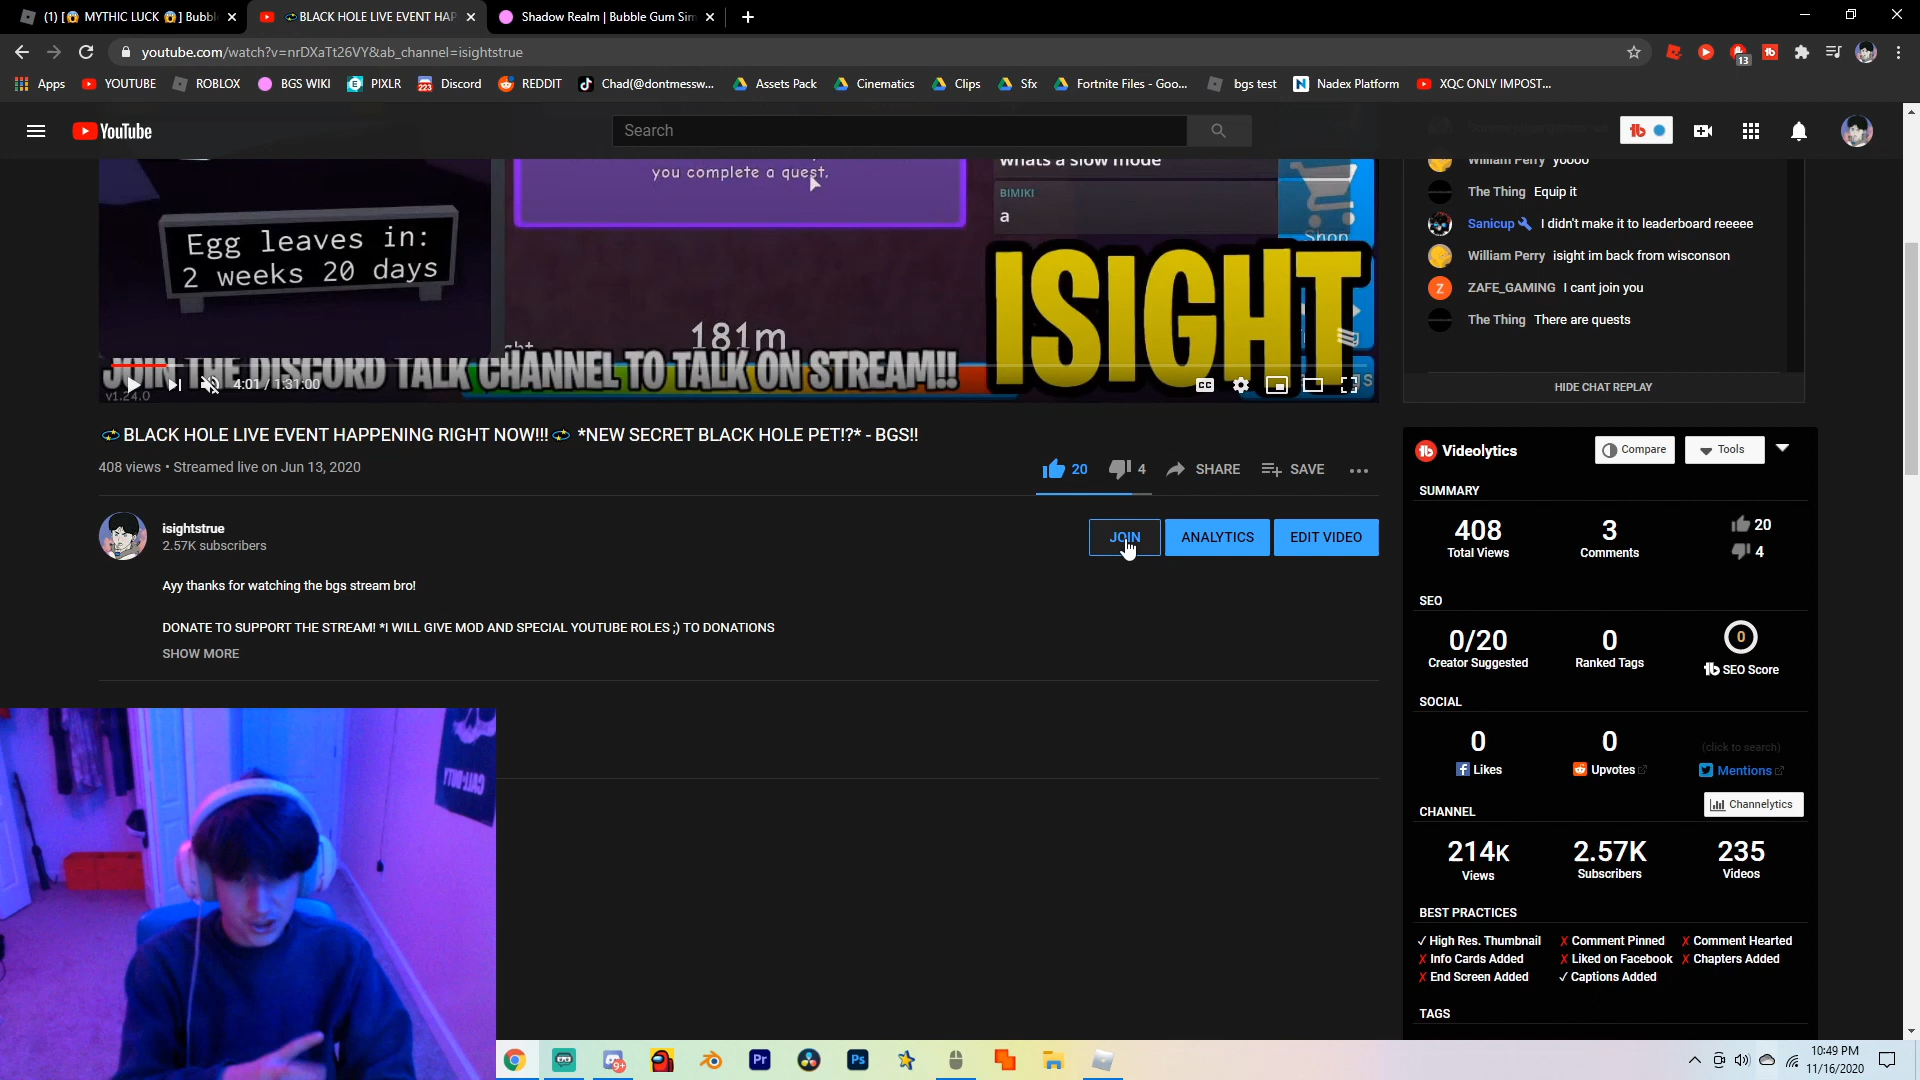 (1) [😱 MYTHIC LUCK 😱] Bubbl
BLACK HOLE LIVE EVENT HAP
Shadow Realm | Bubble Gum Sim
youtube.com/watch?v=nrDXaTt26VY&ab_channel=isightstrue
13
Apps YOUTUBE ROBLOX BGS WIKI PIXLR 223 Discord REDDIT Chad(@dontmessw... Assets Pack Cinematics Clips Sfx Fortnite Files - Goo... bgs test Nadex Platform XQC ONLY IMPOST...
YouTube
Search
you complete a quest.
Egg leaves in:
2 weeks 20 days
whats a slow mode
BIMIKI
a
Shop
ISIGHT
181m
JOIN THE DISCORD TALK CHANNEL TO TALK ON STREAM!!
4:01 / 1:31:00
CC
v1.24.0
William Perry yoooo
The Thing Equip it
Sanicup I didn't make it to leaderboard reeeee
William Perry isight im back from wisconson
ZAFE_GAMING I cant join you
The Thing There are quests
HIDE CHAT REPLAY
💫BLACK HOLE LIVE EVENT HAPPENING RIGHT NOW!!!💫 *NEW SECRET BLACK HOLE PET!?* - BGS!!
408 views • Streamed live on Jun 13, 2020
20 4 SHARE SAVE
isightstrue
2.57K subscribers
JOIN ANALYTICS EDIT VIDEO
Ayy thanks for watching the bgs stream bro!
DONATE TO SUPPORT THE STREAM! *I WILL GIVE MOD AND SPECIAL YOUTUBE ROLES ;) TO DONATIONS
SHOW MORE
Videolytics Compare Tools
SUMMARY
408 3 20
Total Views Comments 4
SEO
0/20 0 0
Creator Suggested Ranked Tags SEO Score
SOCIAL
0 0 (click to search)
Likes Upvotes Mentions
CHANNEL Channelytics
214K 2.57K 235
Views Subscribers Videos
BEST PRACTICES
✓ High Res. Thumbnail ✗ Comment Pinned ✗ Comment Hearted
✗ Info Cards Added ✗ Liked on Facebook ✗ Chapters Added
✗ End Screen Added ✓ Captions Added
TAGS
9+
Pr
Ps
10:49 PM
11/16/2020